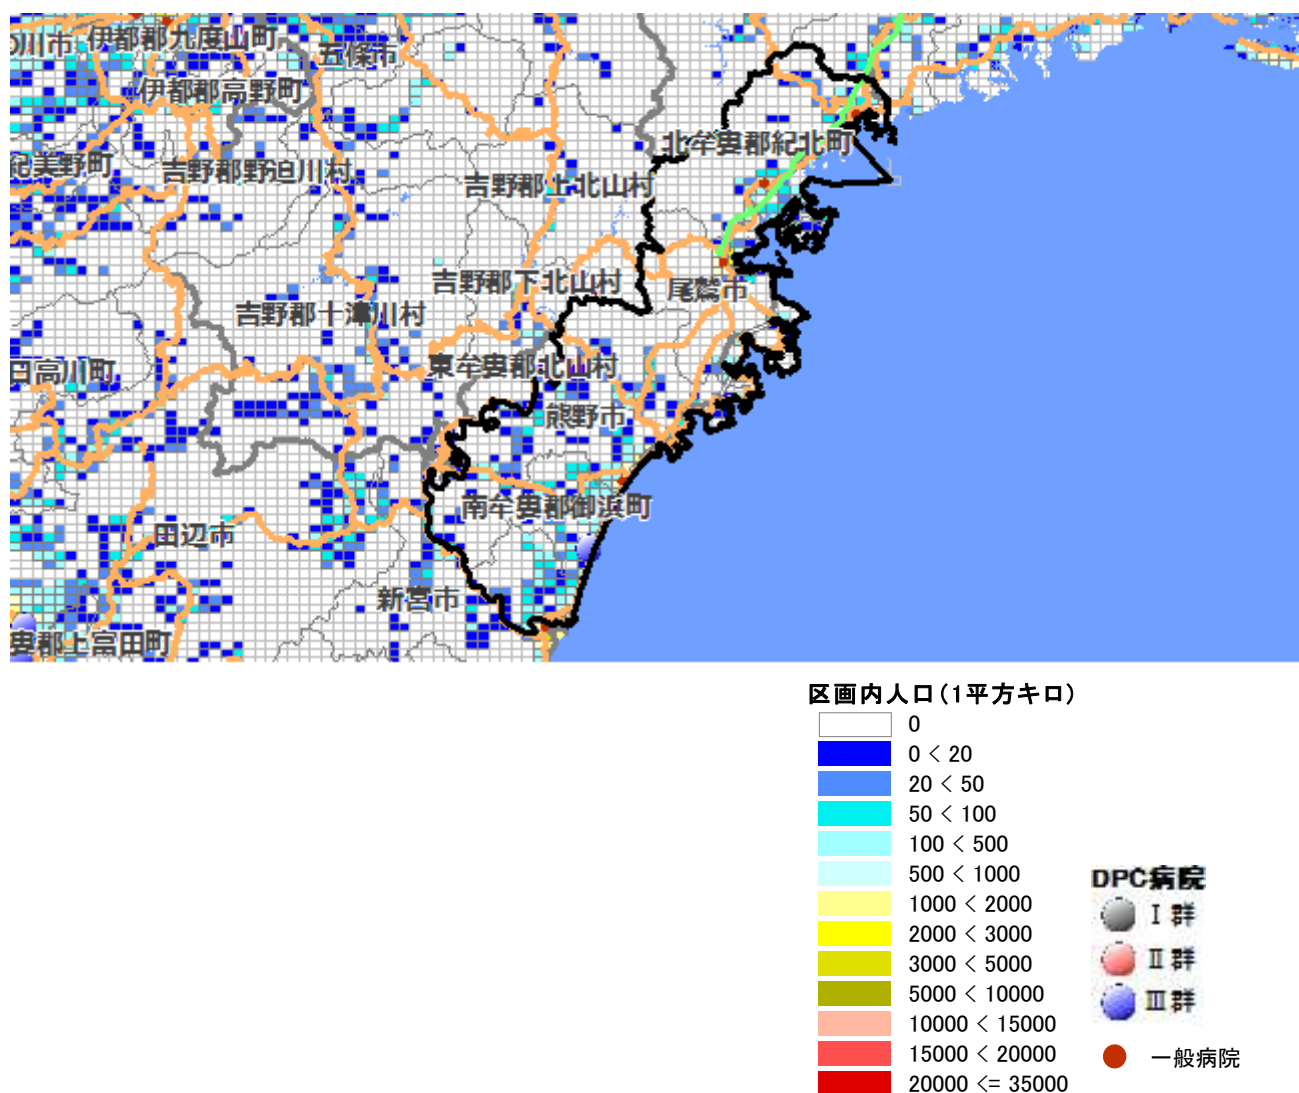 の川市
伊都郡九度山町
五條市
伊都郡高野町
北牟婁郡紀北町
紀美野町
吉野郡野迫川村
吉野郡上北山村
吉野郡下北山村
尾鷲市
吉野郡十津川村
日高川町
東牟婁郡北山村
熊野市
南牟婁郡御浜町
田辺市
新宮市
婁郡上富田町
区画内人口(1平方キロ)
0
0 < 20
20 < 50
50 < 100
100 < 500
500 < 1000
1000 < 2000
2000 < 3000
3000 < 5000
5000 < 10000
10000 < 15000
15000 < 20000
20000 <= 35000
DPC病院
Ⅰ群
Ⅱ群
Ⅲ群
一般病院